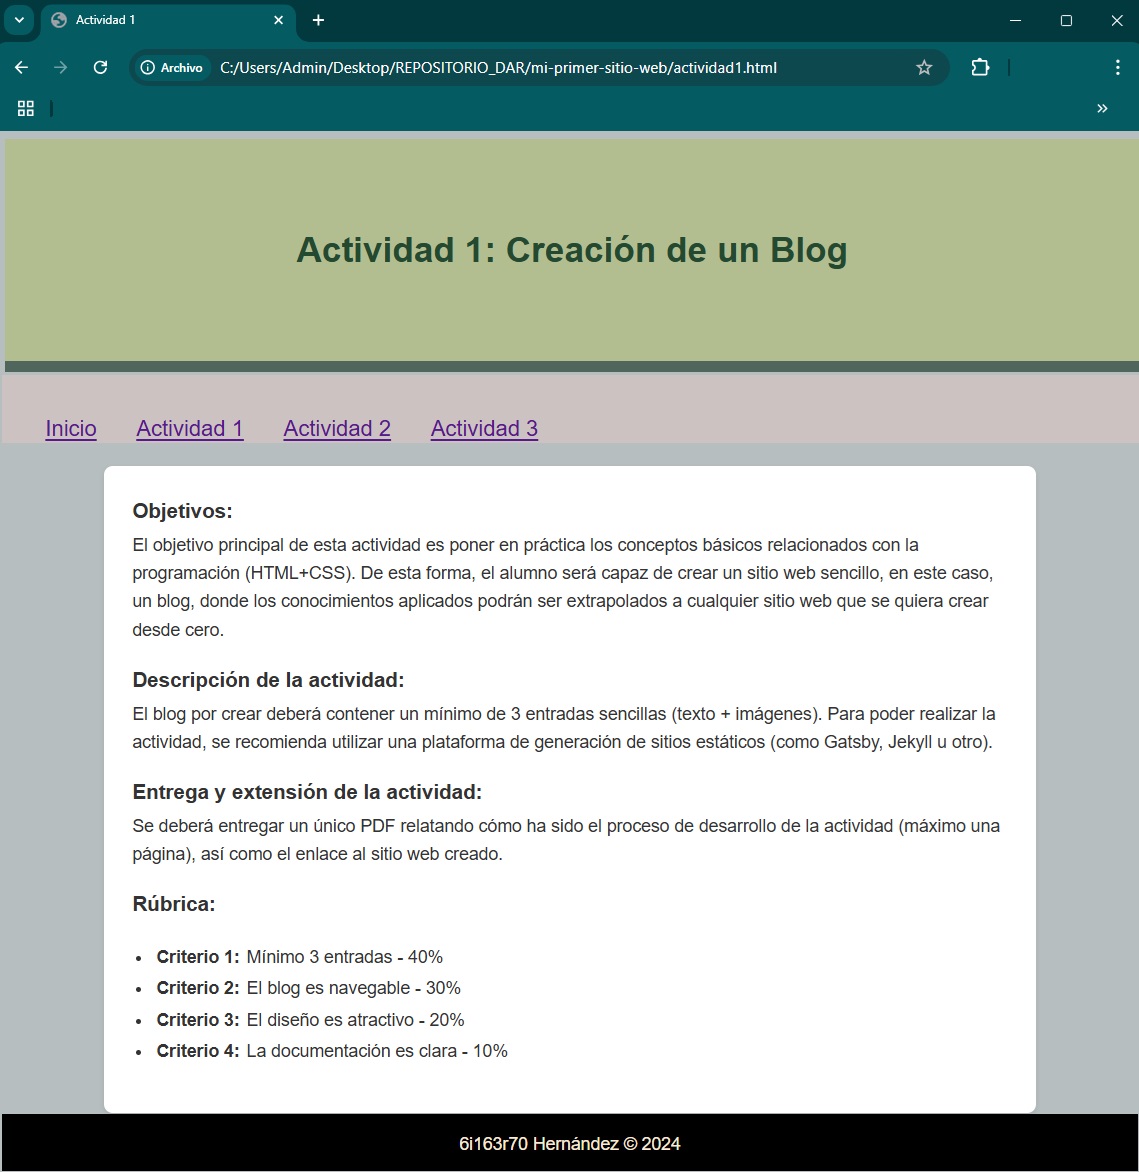 Actividad 1
Archivo C:/Users/Admin/Desktop/REPOSITORIO_DAR/mi-primer-sitio-web/actividad1.html
Actividad 1: Creación de un Blog
Inicio Actividad 1 Actividad 2 Actividad 3
Objetivos:
El objetivo principal de esta actividad es poner en práctica los conceptos básicos relacionados con la
programación (HTML+CSS). De esta forma, el alumno será capaz de crear un sitio web sencillo, en este caso,
un blog, donde los conocimientos aplicados podrán ser extrapolados a cualquier sitio web que se quiera crear
desde cero.
Descripción de la actividad:
El blog por crear deberá contener un mínimo de 3 entradas sencillas (texto + imágenes). Para poder realizar la
actividad, se recomienda utilizar una plataforma de generación de sitios estáticos (como Gatsby, Jekyll u otro).
Entrega y extensión de la actividad:
Se deberá entregar un único PDF relatando cómo ha sido el proceso de desarrollo de la actividad (máximo una
página), así como el enlace al sitio web creado.
Rúbrica:
• Criterio 1: Mínimo 3 entradas - 40%
• Criterio 2: El blog es navegable - 30%
• Criterio 3: El diseño es atractivo - 20%
• Criterio 4: La documentación es clara - 10%
6i163r70 Hernández © 2024